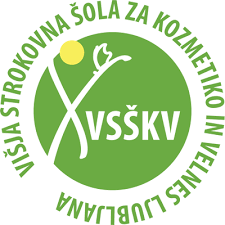 VIŠJA STROKOVNA ŠOLA ZA KOZMETIKO IN VELNES LJUBLJANA
VSŠKV